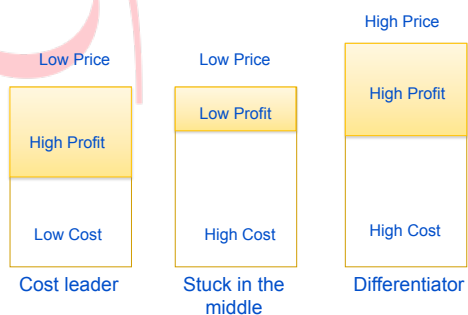 High Price
Low Price
Low Price
High Profit
Low Profit
High Profit
Low Cost
High Cost
High Cost
Cost leader
Stuck in the
middle
Differentiator